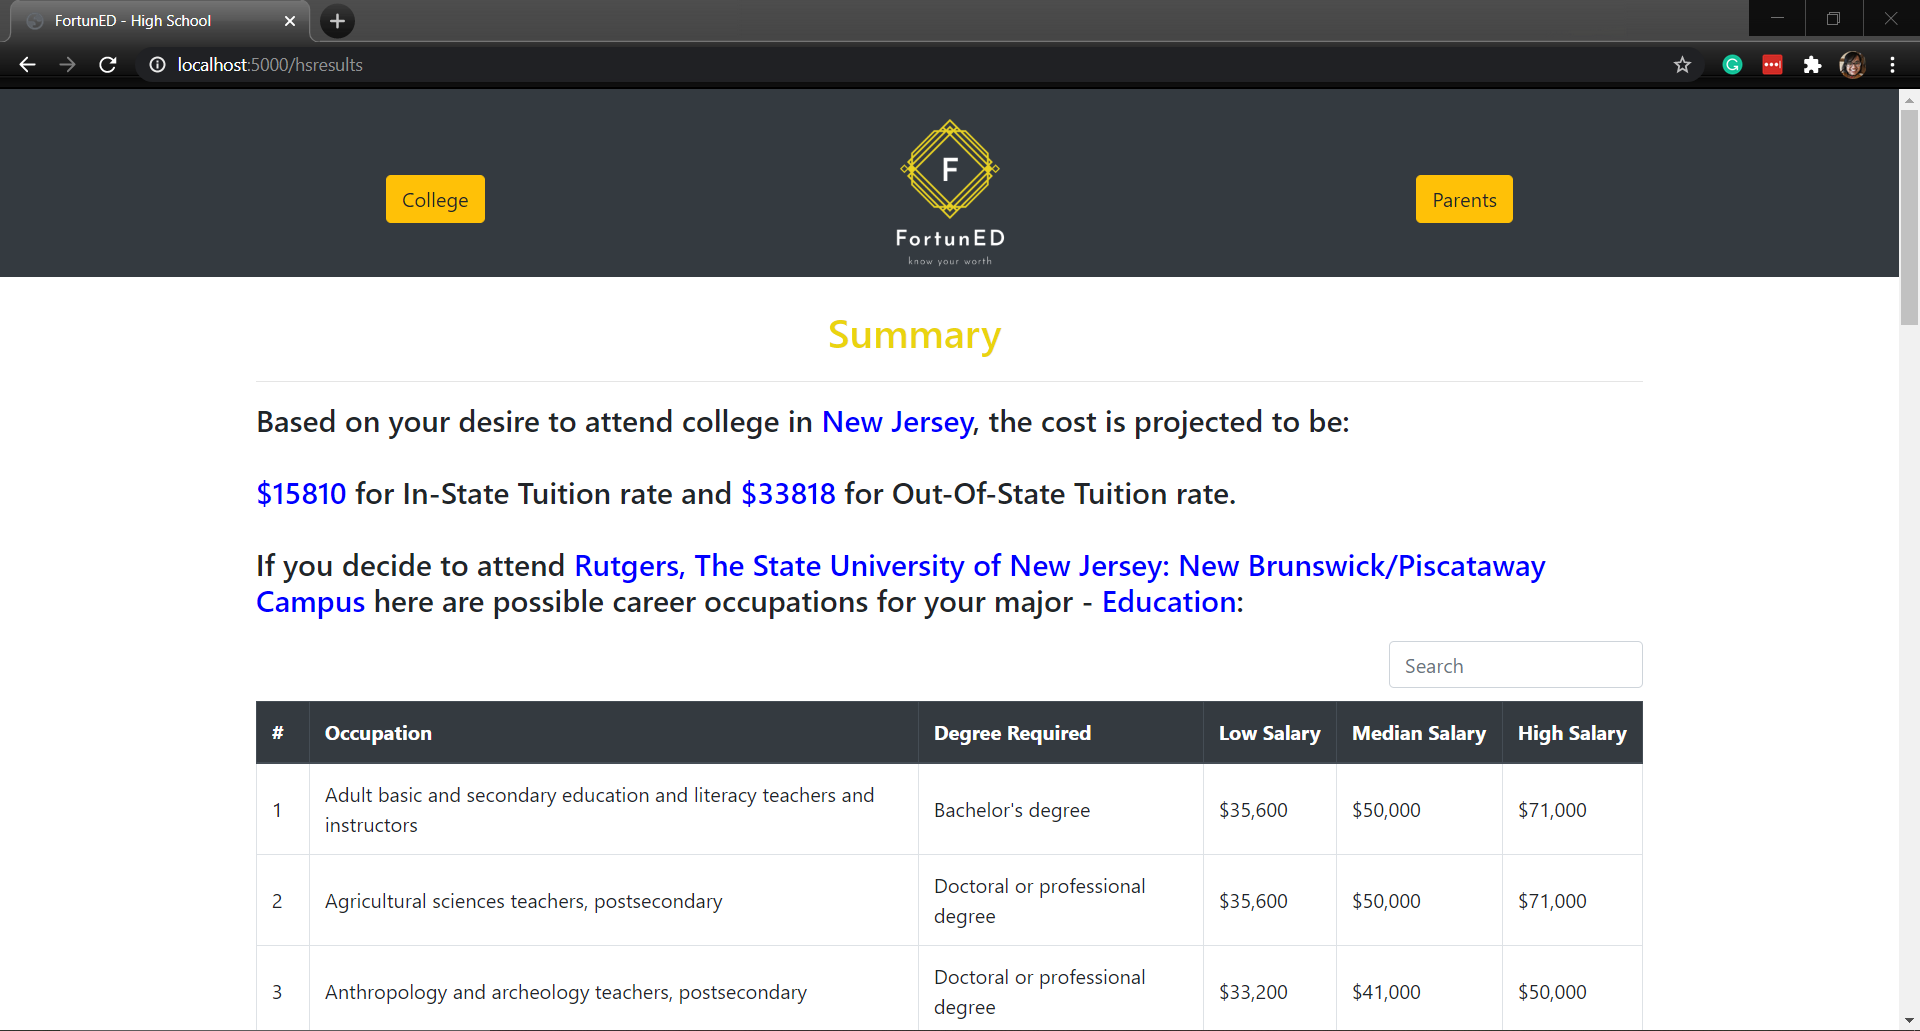 FortunED - High School
localhost:5000/hsresults
College
F
FortunED
know your worth
Parents
Summary
Based on your desire to attend college in New Jersey, the cost is projected to be:
$15810 for In-State Tuition rate and $33818 for Out-Of-State Tuition rate.
If you decide to attend Rutgers, The State University of New Jersey: New Brunswick/Piscataway
Campus here are possible career occupations for your major - Education:
Search
# Occupation Degree Required Low Salary Median Salary High Salary
1 Adult basic and secondary education and literacy teachers and
instructors Bachelor's degree $35,600 $50,000 $71,000
2 Agricultural sciences teachers, postsecondary Doctoral or professional
degree $35,600 $50,000 $71,000
3 Anthropology and archeology teachers, postsecondary Doctoral or professional
degree $33,200 $41,000 $50,000